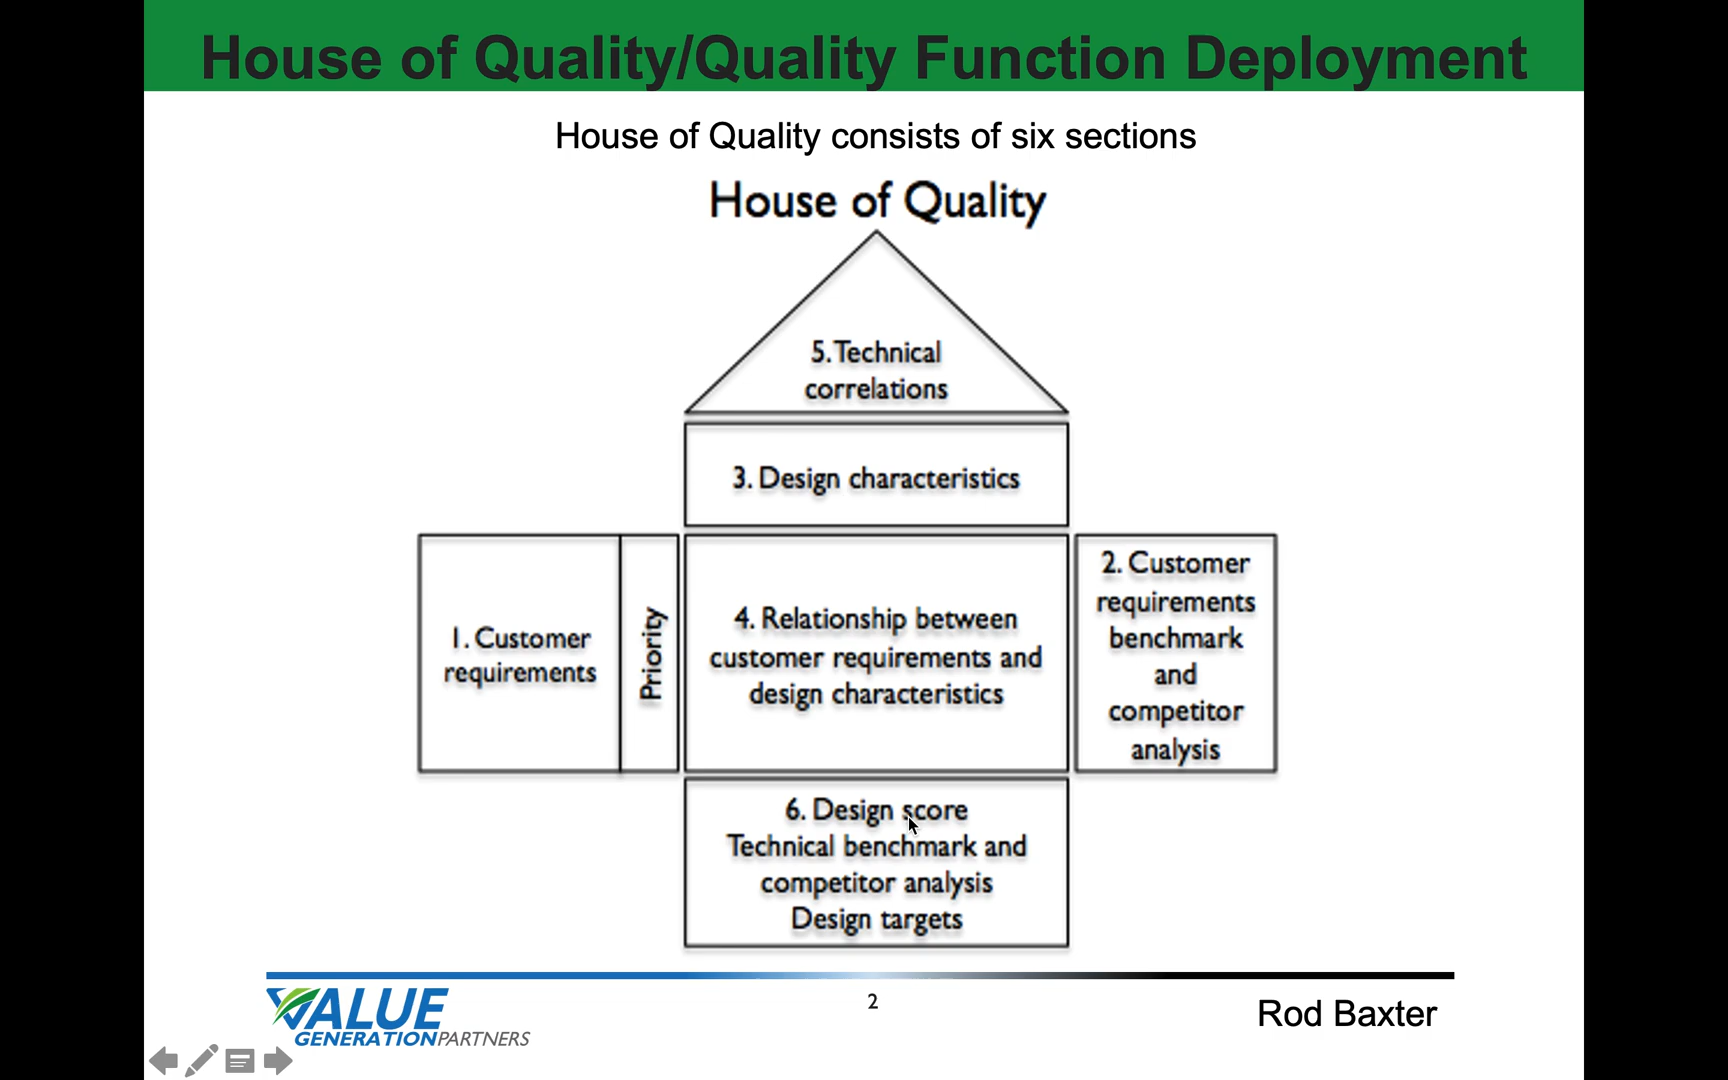 House of Quality/Quality Function Deployment
House of Quality consists of six sections
House of Quality
5. Technical
correlations
3. Design characteristics
1. Customer
requirements
Priority
4. Relationship between
customer requirements and
design characteristics
2. Customer
requirements
benchmark
and
competitor
analysis
6. Design score
Technical benchmark and
competitor analysis
Design targets
VALUE
GENERATIONPARTNERS
2
Rod Baxter